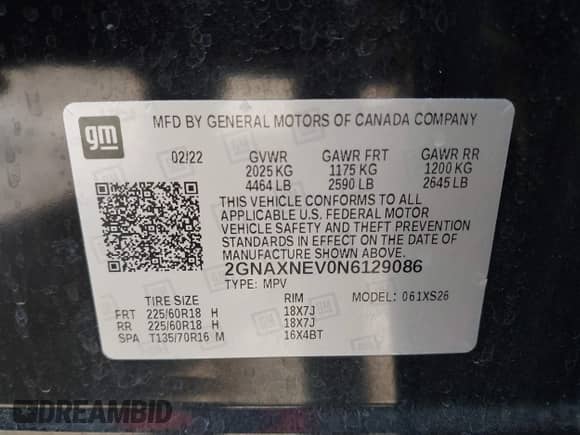 gm
MFD BY GENERAL MOTORS OF CANADA COMPANY
02/22 GVWR GAWR FRT GAWR RR
2025 KG 1175 KG 1200 KG
4464 LB 2590 LB 2645 LB
THIS VEHICLE CONFORMS TO ALL
APPLICABLE U.S. FEDERAL MOTOR
VEHICLE SAFETY AND THEFT PREVENTION
STANDARDS IN EFFECT ON THE DATE OF
MANUFACTURE SHOWN ABOVE.
2GNAXNEV0N6129086
TYPE: MPV MODEL: 061XS26
TIRE SIZE RIM
FRT 225/60R18 H 18X7J
RR 225/60R18 H 18X7J
SPA T135/70R16 M 16X4BT
DREAMBID